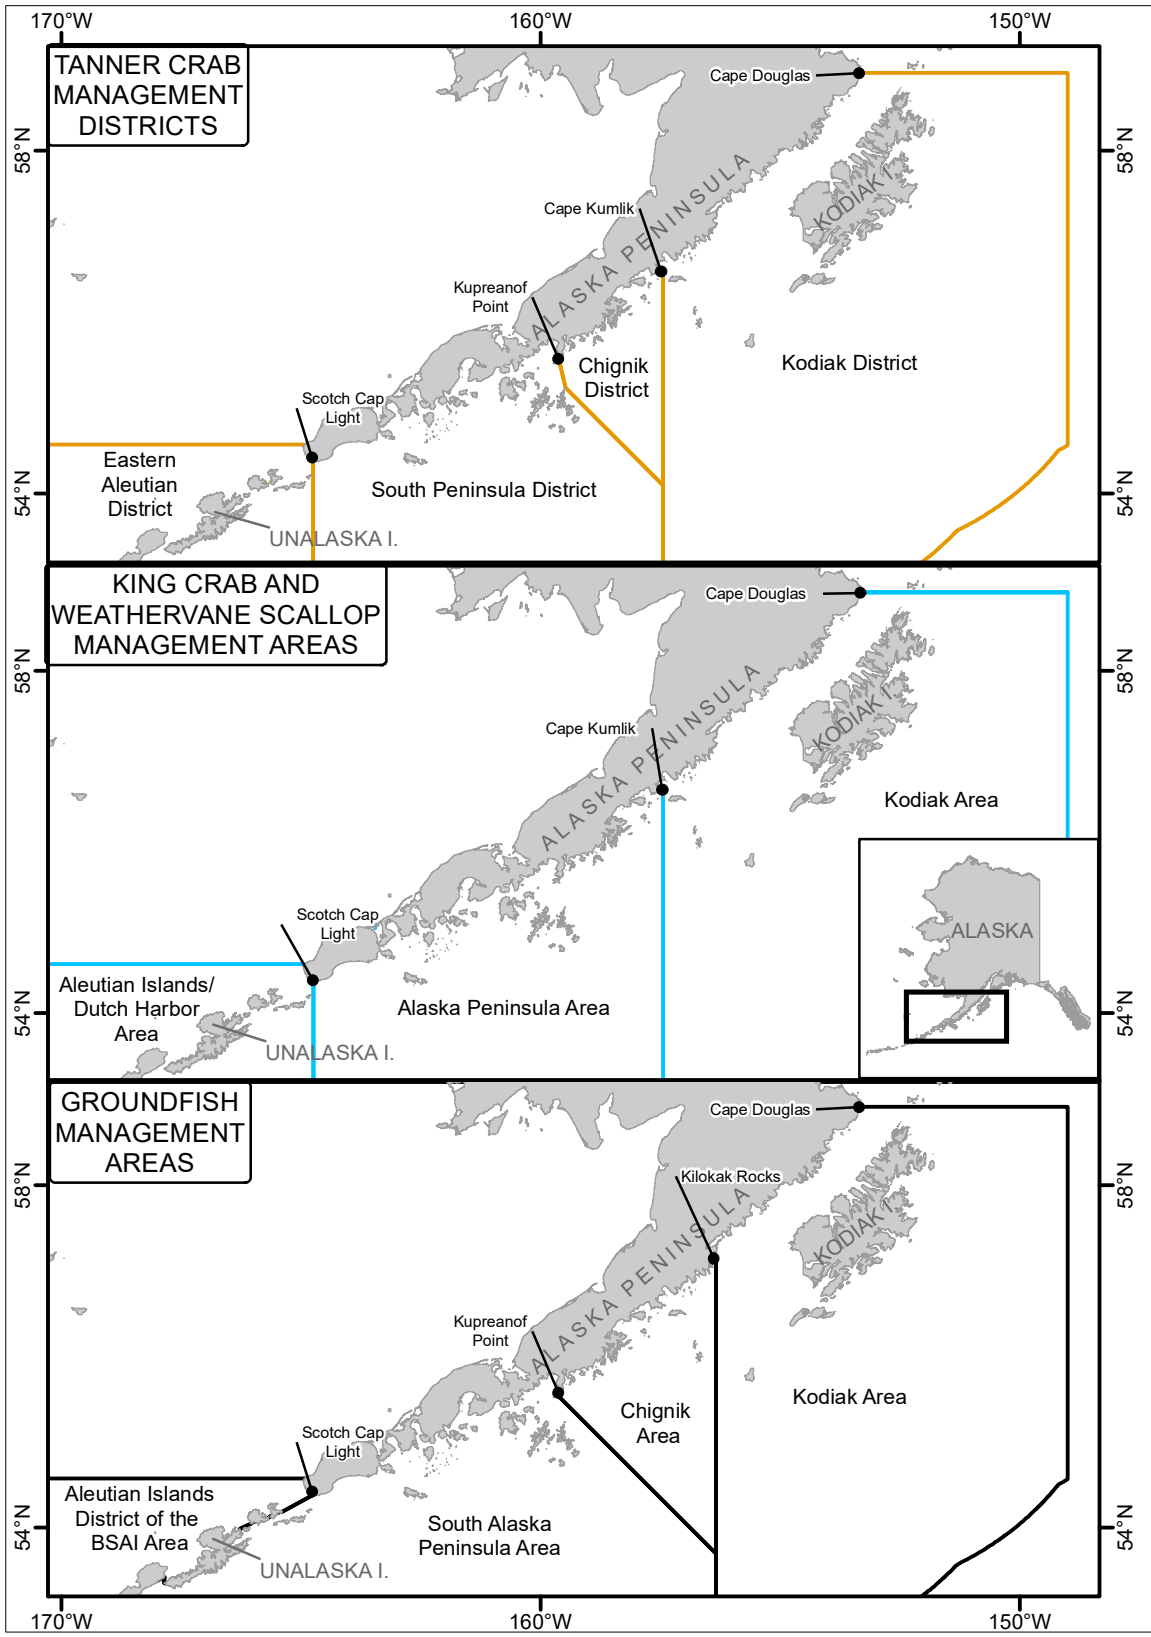 170°W 160°W 150°W
TANNER CRAB
MANAGEMENT
DISTRICTS
Cape Douglas
58°N
58°N
ALASKA PENINSULA
KODIAK I.
Cape Kumlik
Kupreanof
Point
Chignik
District
Kodiak District
Scotch Cap
Light
Eastern
Aleutian
District
South Peninsula District
54°N
54°N
UNALASKA I.
KING CRAB AND
WEATHERVANE SCALLOP
MANAGEMENT AREAS
Cape Douglas
58°N
58°N
ALASKA PENINSULA
KODIAK I.
Cape Kumlik
Kodiak Area
Scotch Cap
Light
ALASKA
Aleutian Islands/
Dutch Harbor
Area
Alaska Peninsula Area
54°N
54°N
UNALASKA I.
GROUNDFISH
MANAGEMENT
AREAS
Cape Douglas
58°N
58°N
Kilokak Rocks
ALASKA PENINSULA
KODIAK I.
Kupreanof
Point
Chignik
Area
Kodiak Area
Scotch Cap
Light
Aleutian Islands
District of the
BSAI Area
South Alaska
Peninsula Area
54°N
54°N
UNALASKA I.
170°W 160°W 150°W